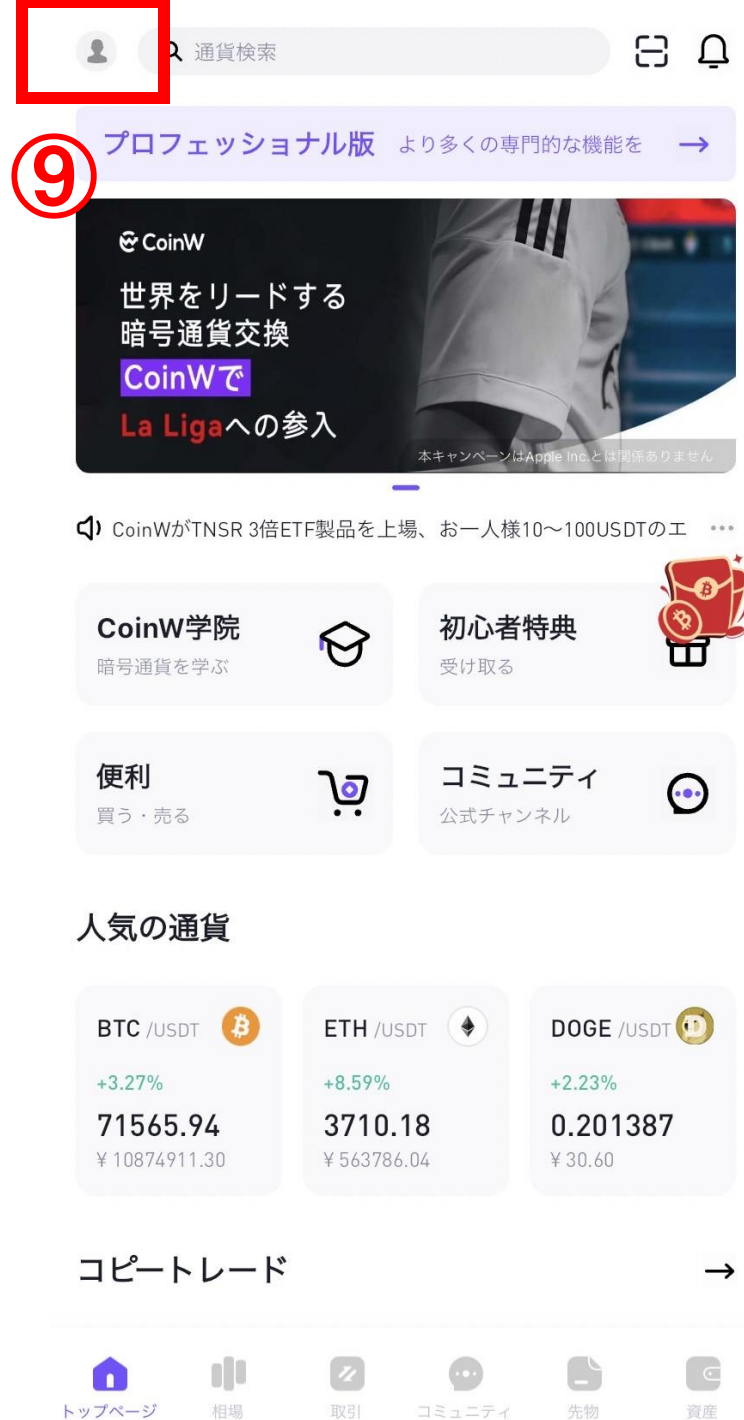 通貨検索
⑨
プロフェッショナル版 より多くの専門的な機能を
CoinW
世界をリードする
暗号通貨交換
CoinWで
La Ligaへの参入
本キャンペーンはApple Inc.とは関係ありません
CoinWがTNSR 3倍ETF製品を上場、お一人様10〜100USDTのエ
CoinW学院
暗号通貨を学ぶ
初心者特典
受け取る
便利
買う・売る
コミュニティ
公式チャンネル
人気の通貨
BTC /USDT
+3.27%
71565.94
¥ 10874911.30
ETH /USDT
+8.59%
3710.18
¥ 563786.04
DOGE /USDT
+2.23%
0.201387
¥ 30.60
コピートレード
トップページ 相場 取引 コミュニティ 先物 資産